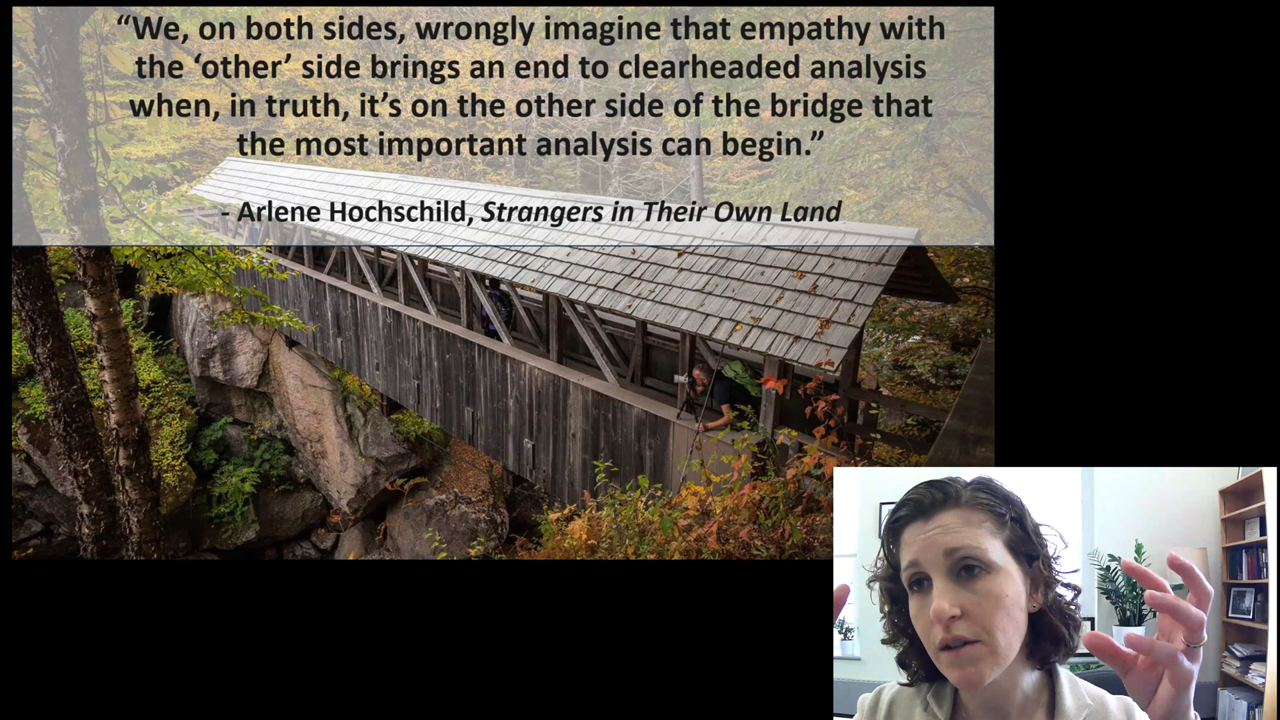 “We, on both sides, wrongly imagine that empathy with
the ‘other’ side brings an end to clearheaded analysis
when, in truth, it’s on the other side of the bridge that
the most important analysis can begin.”
- Arlene Hochschild, Strangers in Their Own Land